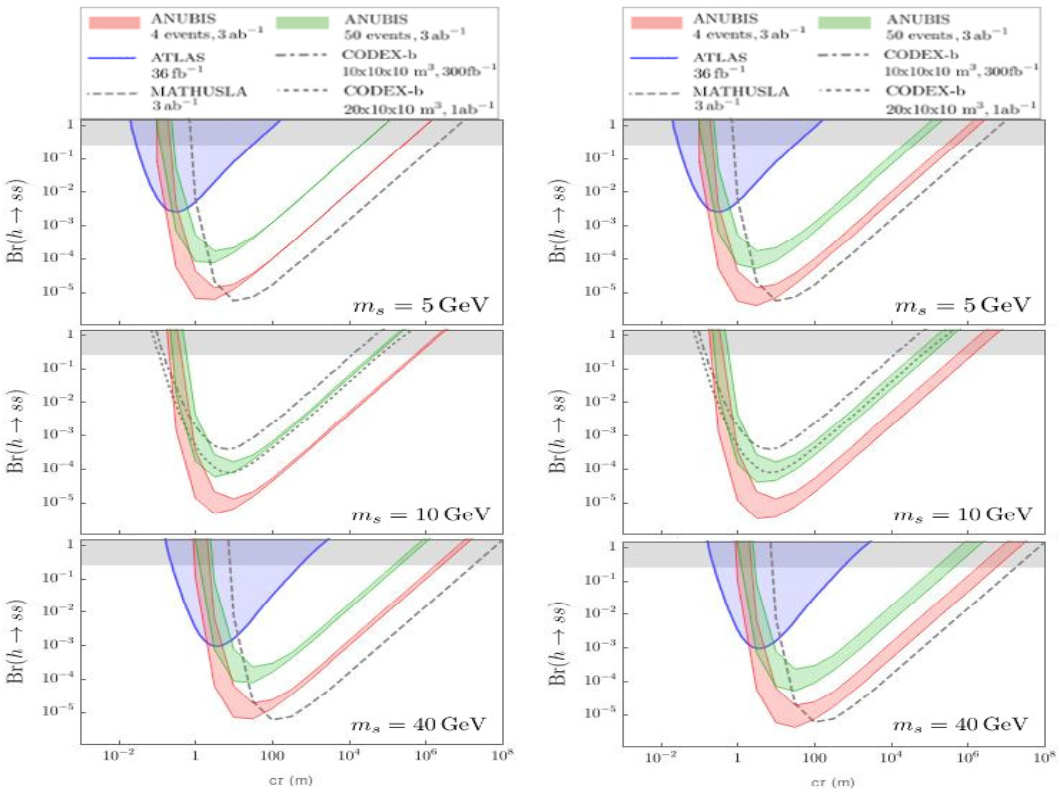 ANUBIS
4 events, 3 ab⁻¹
ANUBIS
50 events, 3 ab⁻¹
ATLAS
36 fb⁻¹
CODEX-b
10x10x10 m³, 300fb⁻¹
MATHUSLA
3 ab⁻¹
CODEX-b
20x10x10 m³, 1ab⁻¹
1
10⁻¹
10⁻²
10⁻³
10⁻⁴
10⁻⁵
Br(h → ss)
m_s = 5 GeV
1
10⁻¹
10⁻²
10⁻³
10⁻⁴
10⁻⁵
Br(h → ss)
m_s = 10 GeV
1
10⁻¹
10⁻²
10⁻³
10⁻⁴
10⁻⁵
Br(h → ss)
m_s = 40 GeV
10⁻² 1 100 10⁴ 10⁶ 10⁸
cτ (m)
ANUBIS
4 events, 3 ab⁻¹
ANUBIS
50 events, 3 ab⁻¹
ATLAS
36 fb⁻¹
CODEX-b
10x10x10 m³, 300fb⁻¹
MATHUSLA
3 ab⁻¹
CODEX-b
20x10x10 m³, 1ab⁻¹
1
10⁻¹
10⁻²
10⁻³
10⁻⁴
10⁻⁵
Br(h → ss)
m_s = 5 GeV
1
10⁻¹
10⁻²
10⁻³
10⁻⁴
10⁻⁵
Br(h → ss)
m_s = 10 GeV
1
10⁻¹
10⁻²
10⁻³
10⁻⁴
10⁻⁵
Br(h → ss)
m_s = 40 GeV
10⁻² 1 100 10⁴ 10⁶ 10⁸
cτ (m)